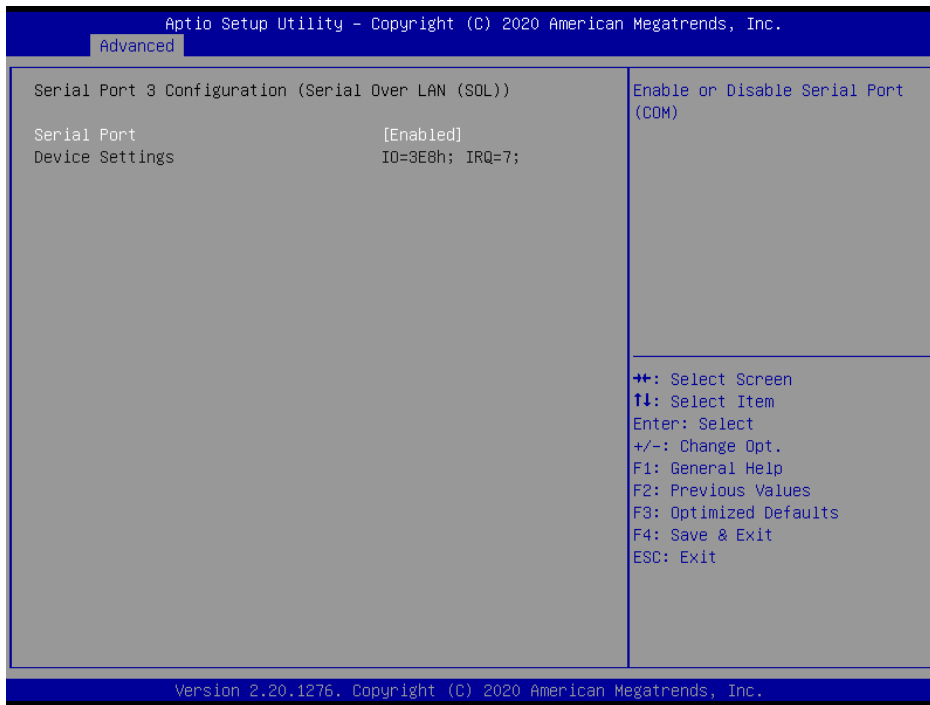 Aptio Setup Utility – Copyright (C) 2020 American Megatrends, Inc.
Advanced
Serial Port 3 Configuration (Serial Over LAN (SOL))
Serial Port [Enabled]
Device Settings IO=3E8h; IRQ=7;
Enable or Disable Serial Port
(COM)
→←: Select Screen
↑↓: Select Item
Enter: Select
+/-: Change Opt.
F1: General Help
F2: Previous Values
F3: Optimized Defaults
F4: Save & Exit
ESC: Exit
Version 2.20.1276. Copyright (C) 2020 American Megatrends, Inc.